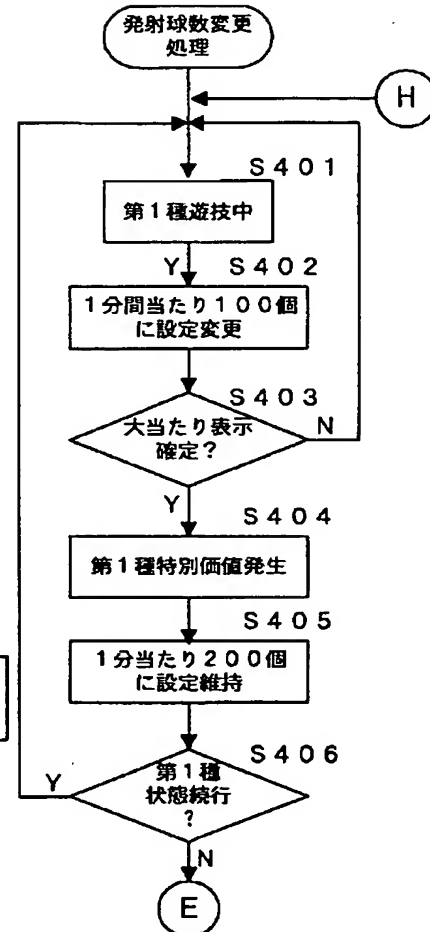 発射球数変更
処理
H
S401
第1種遊技中
Y
S402
1分間当たり100個
に設定変更
S403
大当たり表示
確定?
N
Y
S404
第1種特別価値発生
S405
1分当たり200個
に設定維持
S406
第1種
状態続行
?
Y
N
E